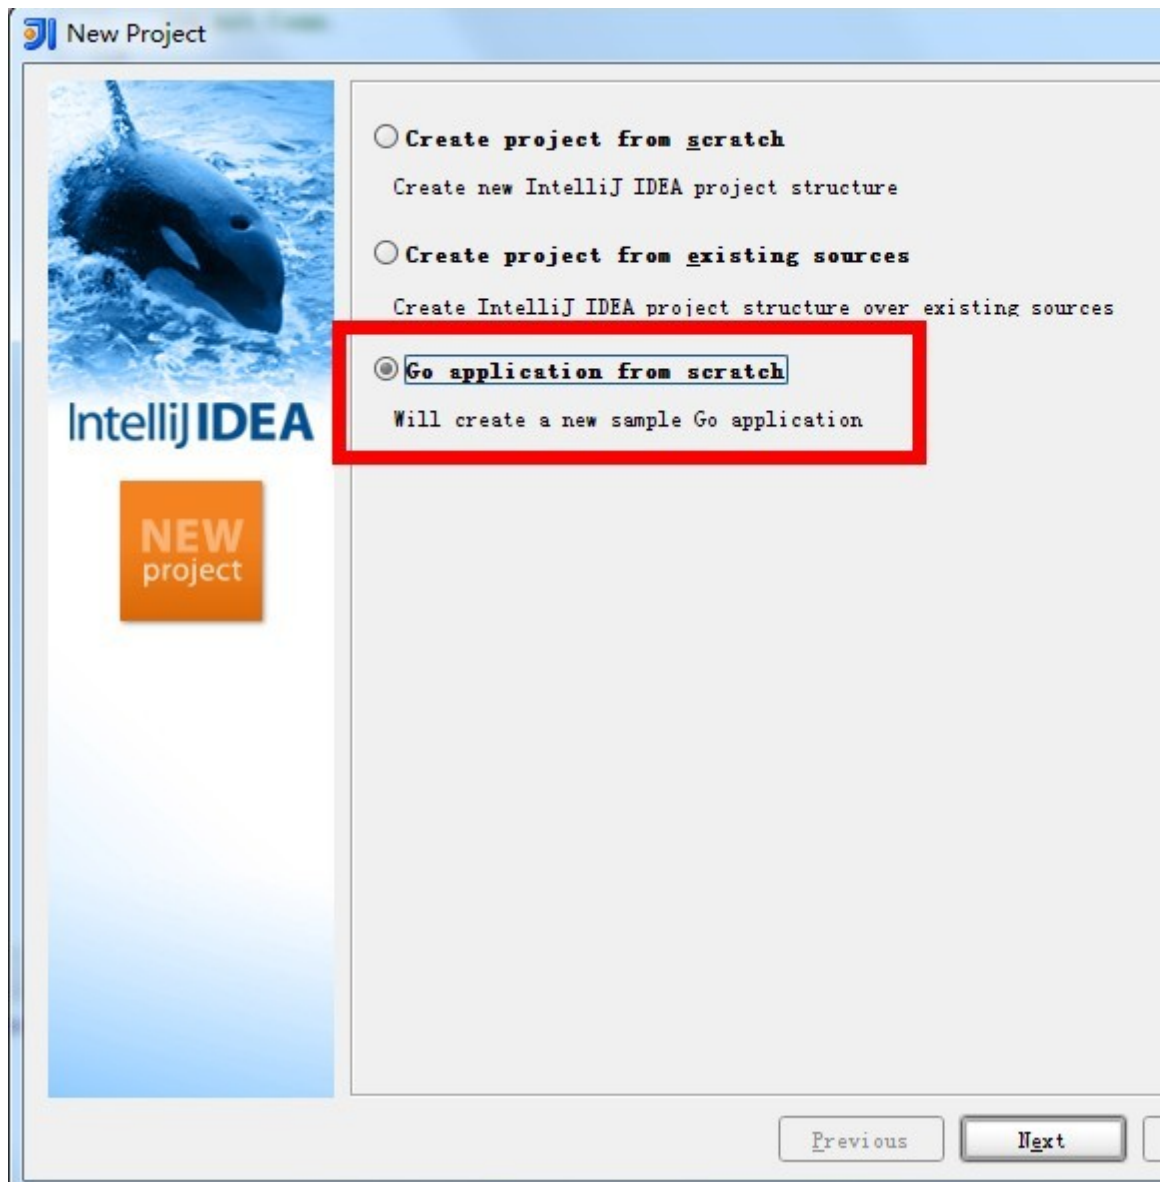 New Project
Create project from scratch
Create new IntelliJ IDEA project structure
Create project from existing sources
Create IntelliJ IDEA project structure over existing sources
Go application from scratch
Will create a new sample Go application
IntelliJ IDEA
NEW
project
Previous
Next